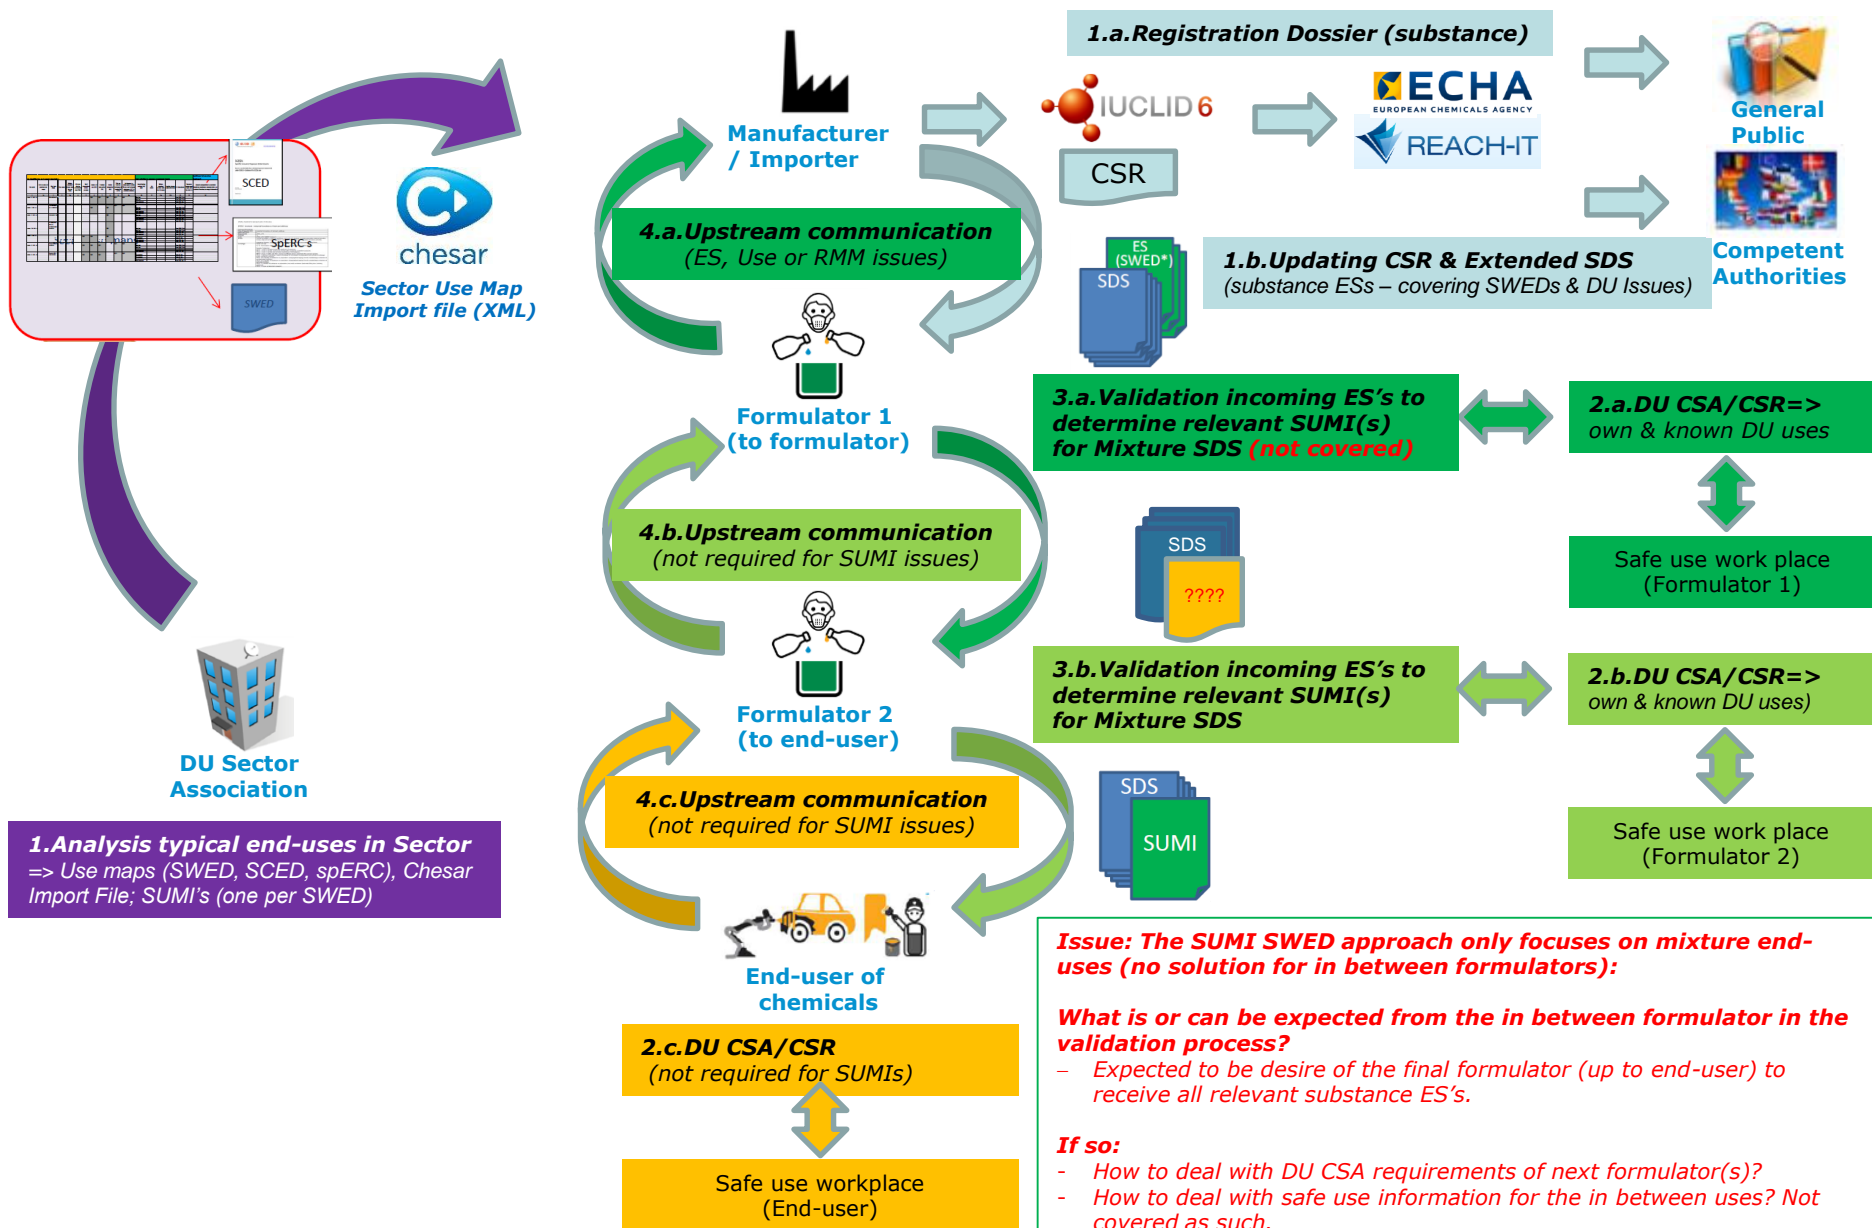 1.a.Registration Dossier (substance)
IUCLID 6
ECHA
EUROPEAN CHEMICALS AGENCY
REACH-IT
General
Public
Manufacturer
/ Importer
CSR
SCED
SpERC s
SWED
chesar
Sector Use Map
Import file (XML)
4.a.Upstream communication
(ES, Use or RMM issues)
ES
(SWED*)
SDS
1.b.Updating CSR & Extended SDS
(substance ESs – covering SWEDs & DU Issues)
Competent
Authorities
Formulator 1
(to formulator)
3.a.Validation incoming ES's to
determine relevant SUMI(s)
for Mixture SDS (not covered)
2.a.DU CSA/CSR=>
own & known DU uses
4.b.Upstream communication
(not required for SUMI issues)
SDS
????
Safe use work place
(Formulator 1)
Formulator 2
(to end-user)
3.b.Validation incoming ES's to
determine relevant SUMI(s)
for Mixture SDS
2.b.DU CSA/CSR=>
own & known DU uses)
DU Sector
Association
4.c.Upstream communication
(not required for SUMI issues)
SDS
SUMI
Safe use work place
(Formulator 2)
1.Analysis typical end-uses in Sector
=> Use maps (SWED, SCED, spERC), Chesar
Import File; SUMI's (one per SWED)
End-user of
chemicals
2.c.DU CSA/CSR
(not required for SUMIs)
Safe use workplace
(End-user)
Issue: The SUMI SWED approach only focuses on mixture end-
uses (no solution for in between formulators):
What is or can be expected from the in between formulator in the
validation process?
– Expected to be desire of the final formulator (up to end-user) to
receive all relevant substance ES's.
If so:
- How to deal with DU CSA requirements of next formulator(s)?
- How to deal with safe use information for the in between uses? Not
covered as such.